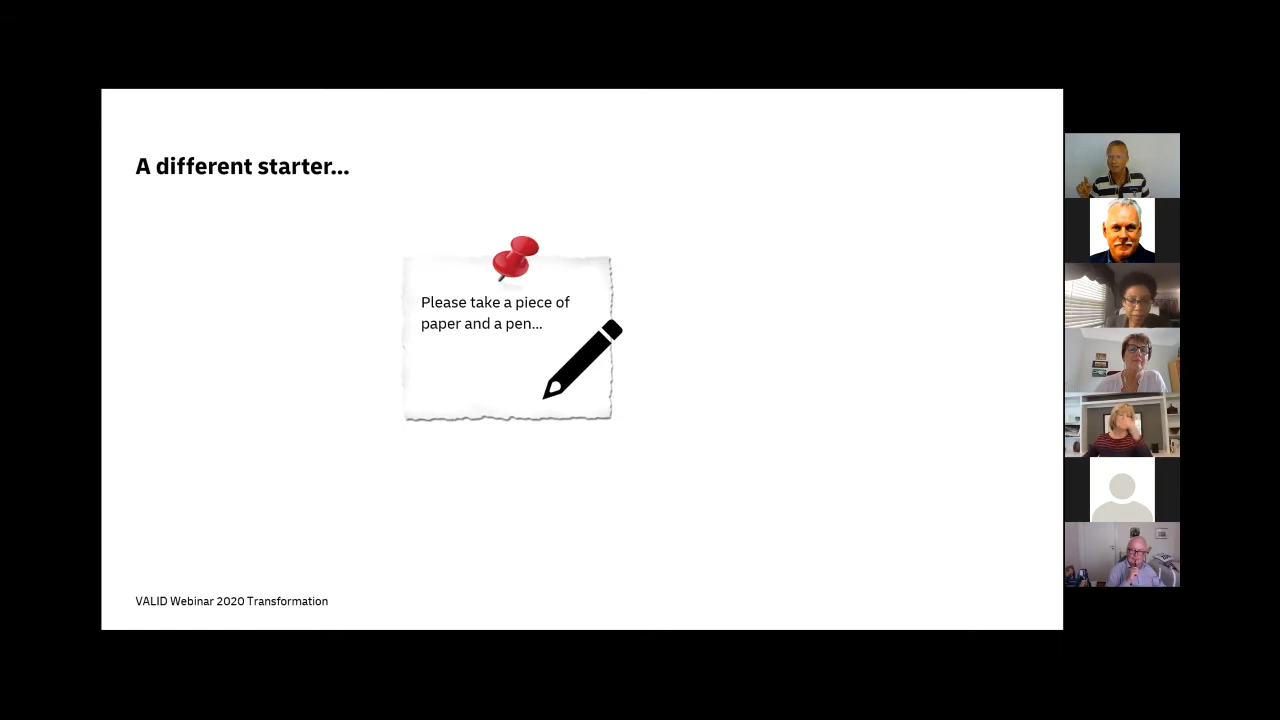 A different starter...
Please take a piece of
paper and a pen...
VALID Webinar 2020 Transformation